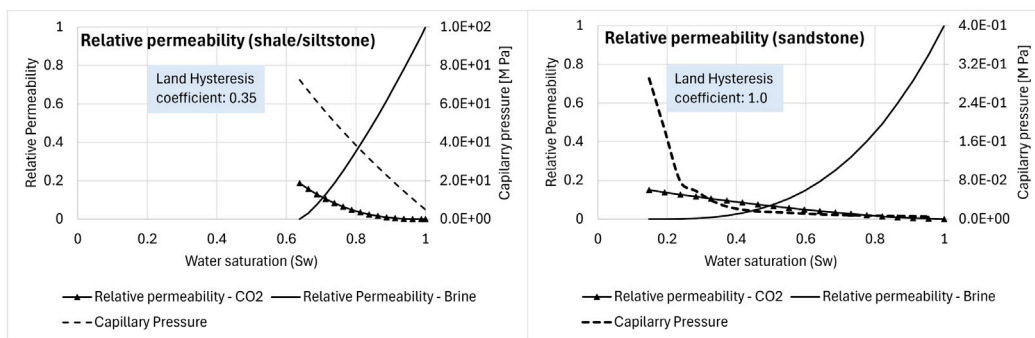 Relative permeability (shale/siltstone)
Land Hysteresis
coefficient: 0.35
Relative Permeability
1
0.8
0.6
0.4
0.2
0
0
0.2
0.4
0.6
0.8
1
Water saturation (Sw)
1.0E+02
8.0E+01
6.0E+01
4.0E+01
2.0E+01
0.0E+00
Capilarry pressure [M Pa]
Relative permeability - CO2
Relative Permeability - Brine
Capillary Pressure
Relative permeability (sandstone)
Land Hysteresis
coefficient: 1.0
Relative Permeability
1
0.8
0.6
0.4
0.2
0
0
0.2
0.4
0.6
0.8
1
Water saturation (Sw)
4.0E-01
3.2E-01
2.4E-01
1.6E-01
8.0E-02
0.0E+00
Capilarry pressure [M Pa]
Relative permeability - CO2
Relative permeability - Brine
Capilarry Pressure